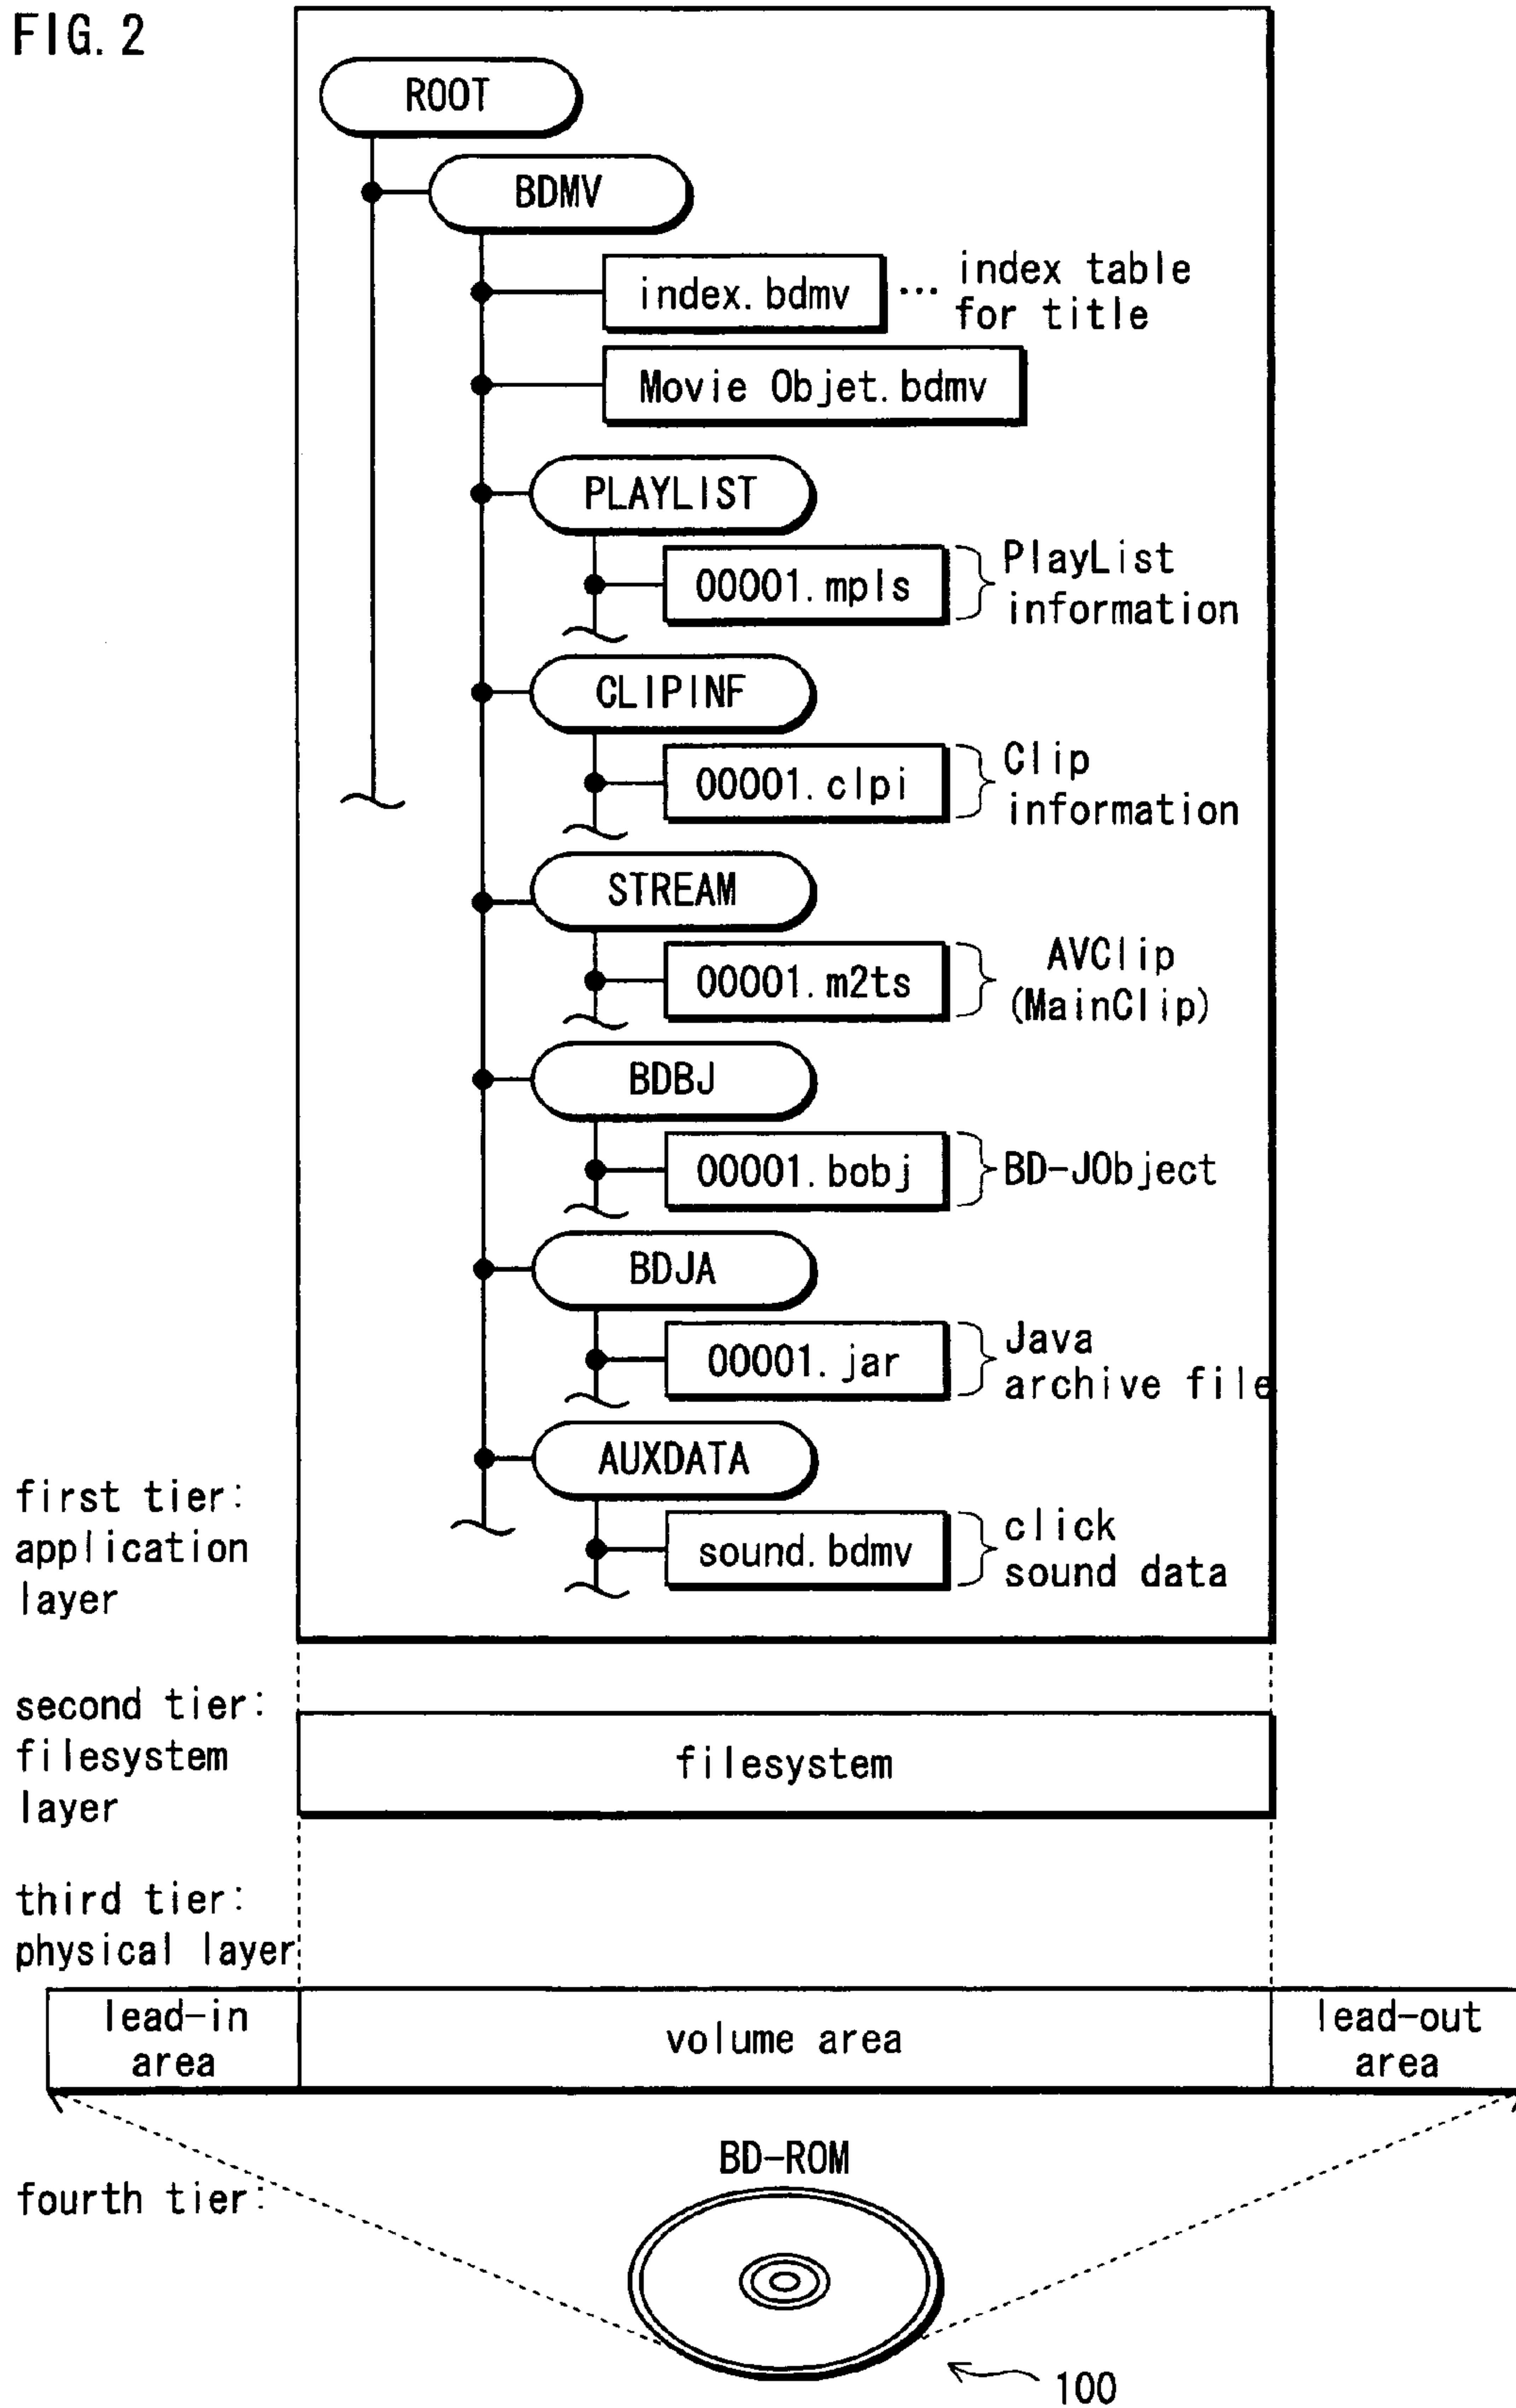 FIG. 2
ROOT
BDMV
index.bdmv ... index table
for title
Movie Objet.bdmv
PLAYLIST
00001.mpls
PlayList
information
CLIPINF
00001.clpi
Clip
information
STREAM
00001.m2ts
AVClip
(MainClip)
BDBJ
00001.bobj
BD-JObject
BDJA
00001.jar
Java
archive file
AUXDATA
sound.bdmv
click
sound data
first tier:
application
layer
second tier:
filesystem
layer
filesystem
third tier:
physical layer
lead-in
area
volume area
lead-out
area
BD-ROM
fourth tier:
100